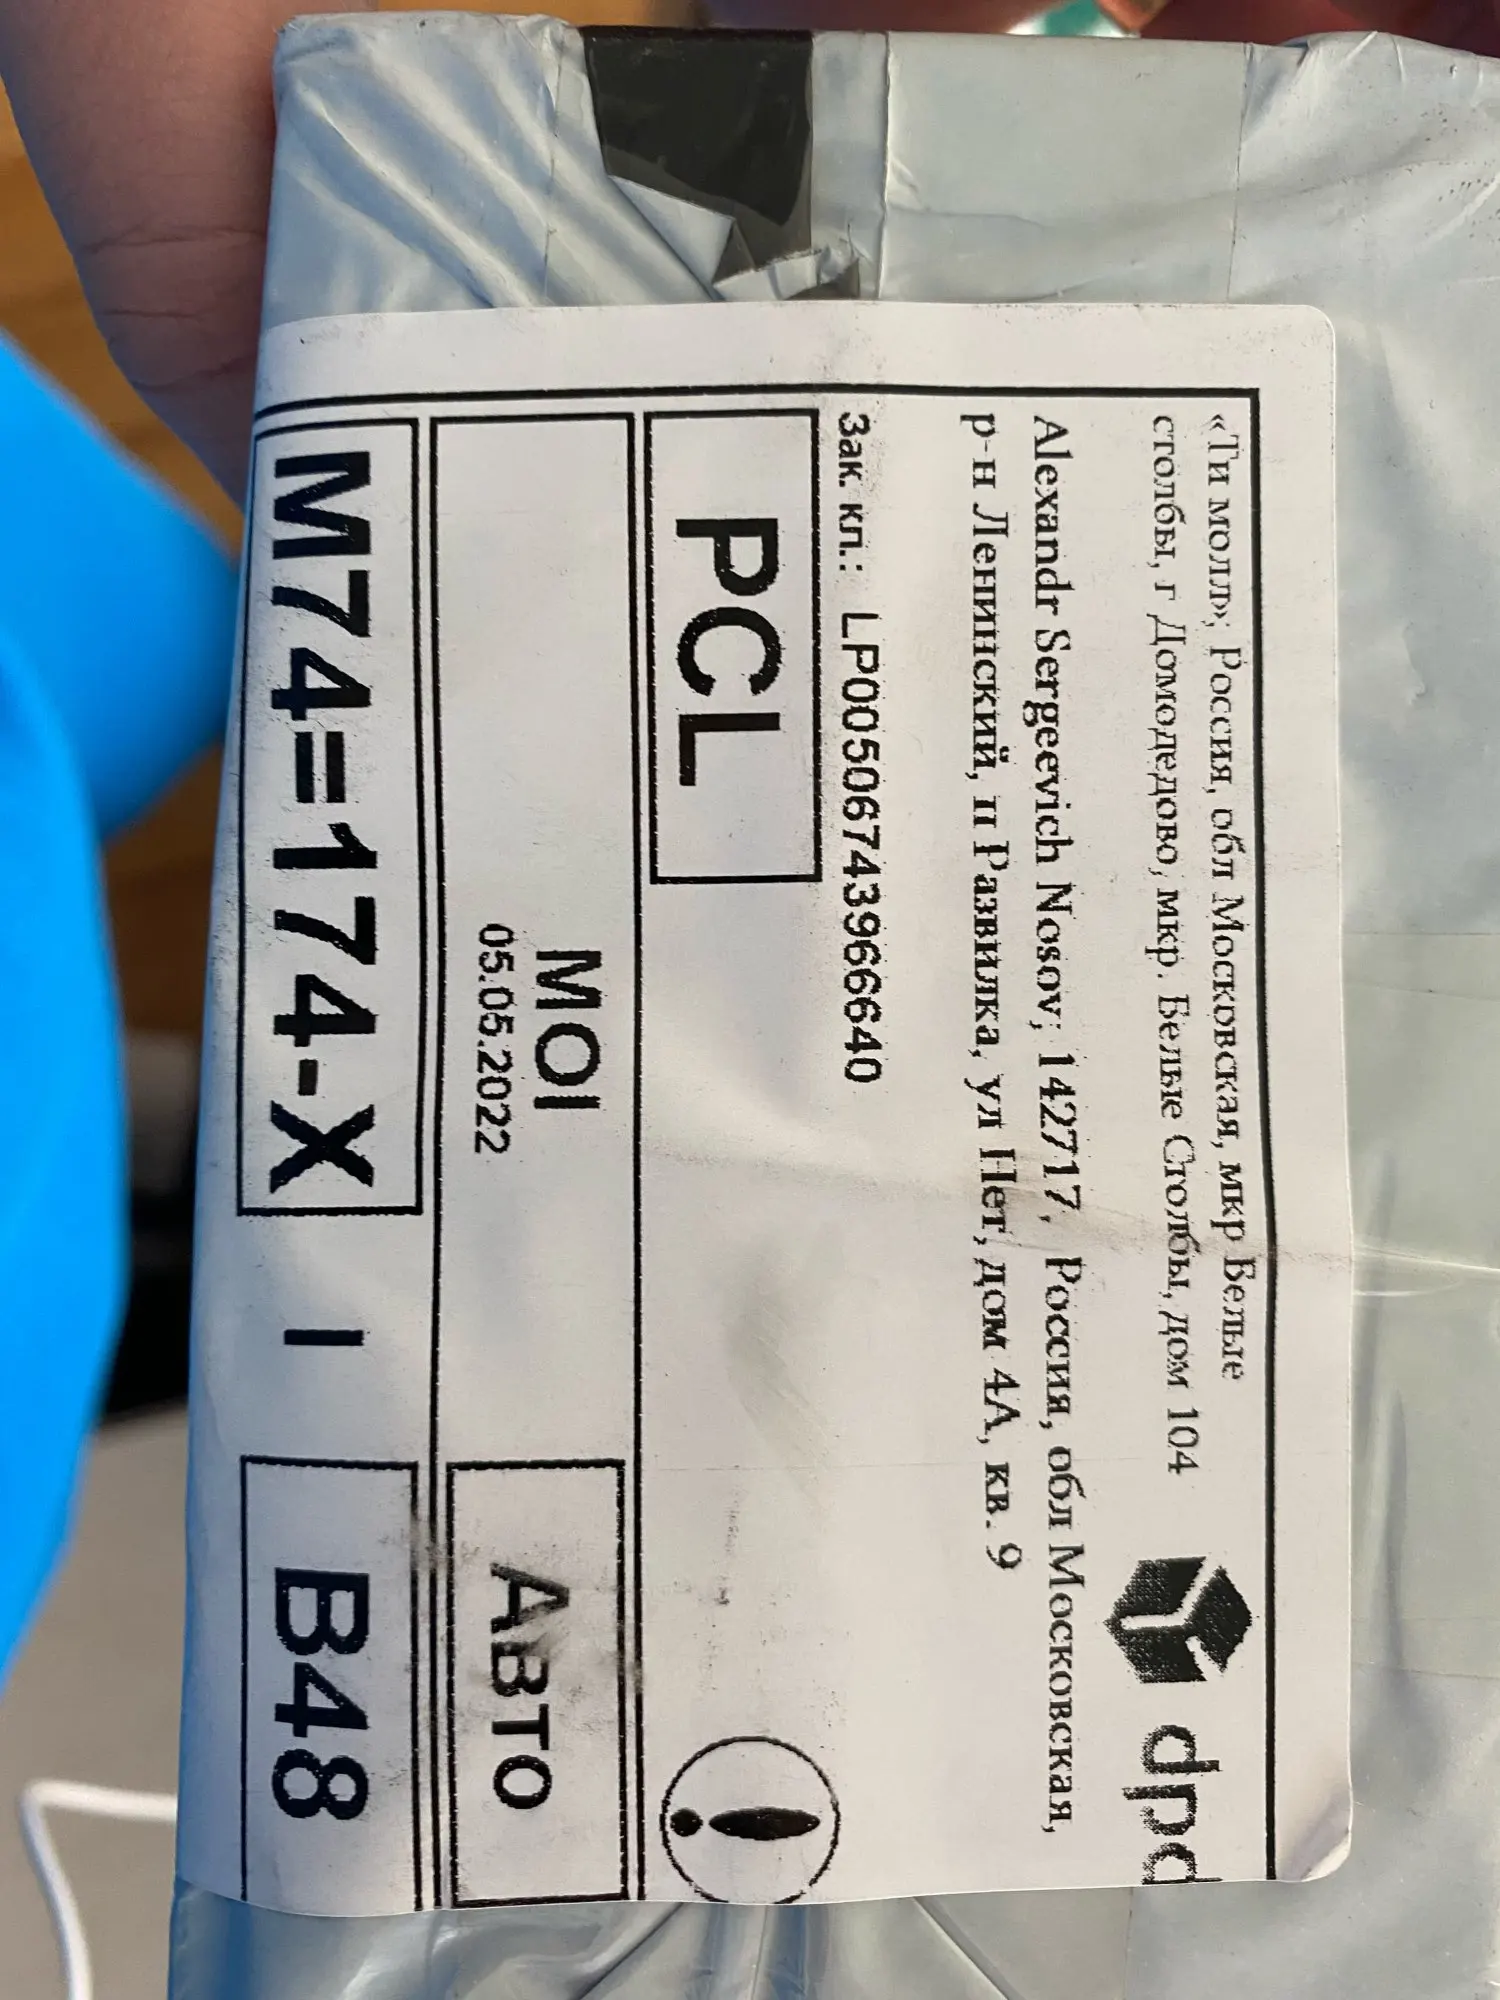 «Ти молл»; Россия, обл Московская, мкр Белые
столбы, г Домодедово, мкр. Белые Столбы, дом 104
dpd
Alexandr Sergeevich Nosov; 142717, Россия, обл Московская,
р-н Ленинский, п Развилка, ул Нет, дом 4А, кв. 9
Зак. кл.: LP00506743966640
PCL
MOI
05.05.2022
Авто
M74=174-X I B48